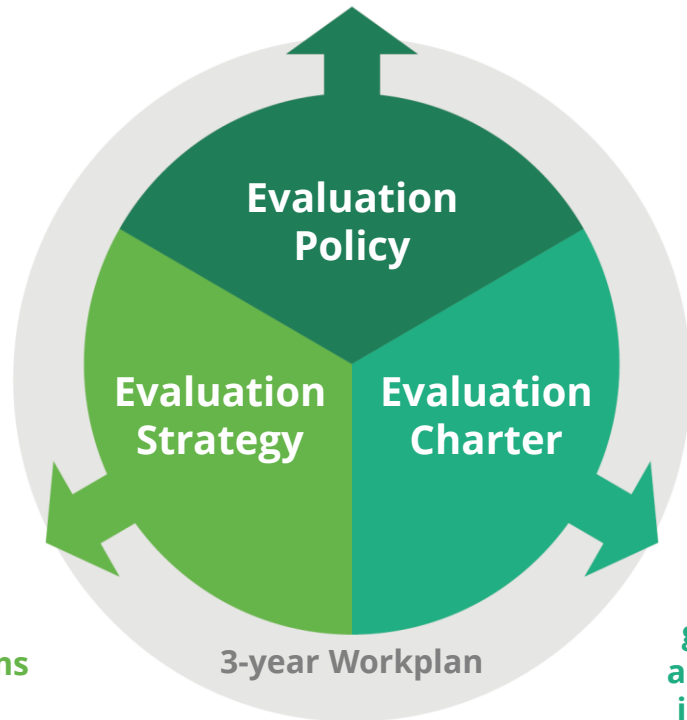 Evaluation
Policy
Evaluation
Strategy
Evaluation
Charter
3-year Workplan